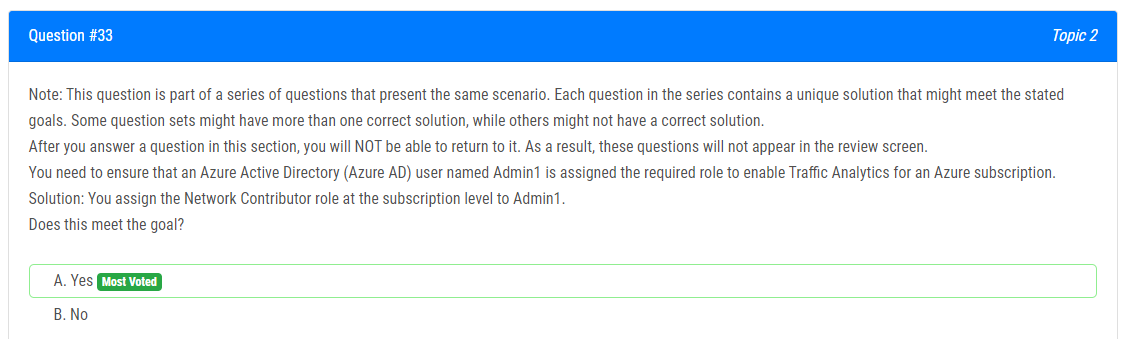 Question #33
Topic 2
Note: This question is part of a series of questions that present the same scenario. Each question in the series contains a unique solution that might meet the stated
goals. Some question sets might have more than one correct solution, while others might not have a correct solution.
After you answer a question in this section, you will NOT be able to return to it. As a result, these questions will not appear in the review screen.
You need to ensure that an Azure Active Directory (Azure AD) user named Admin1 is assigned the required role to enable Traffic Analytics for an Azure subscription.
Solution: You assign the Network Contributor role at the subscription level to Admin1.
Does this meet the goal?
A. Yes Most Voted
B. No